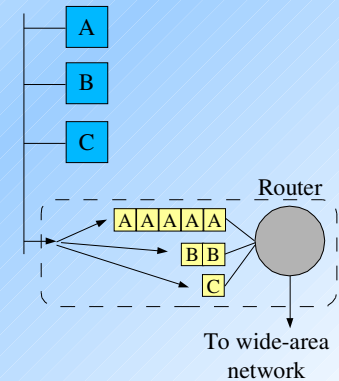 A
B
C
Router
A A A A A
B B
C
To wide-area
network